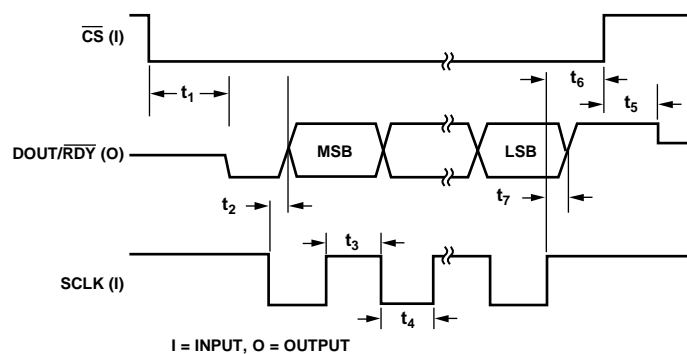 CS (I)
t6
t1
t5
DOUT/RDY (O)
MSB
LSB
t2
t7
t3
SCLK (I)
t4
I = INPUT, O = OUTPUT